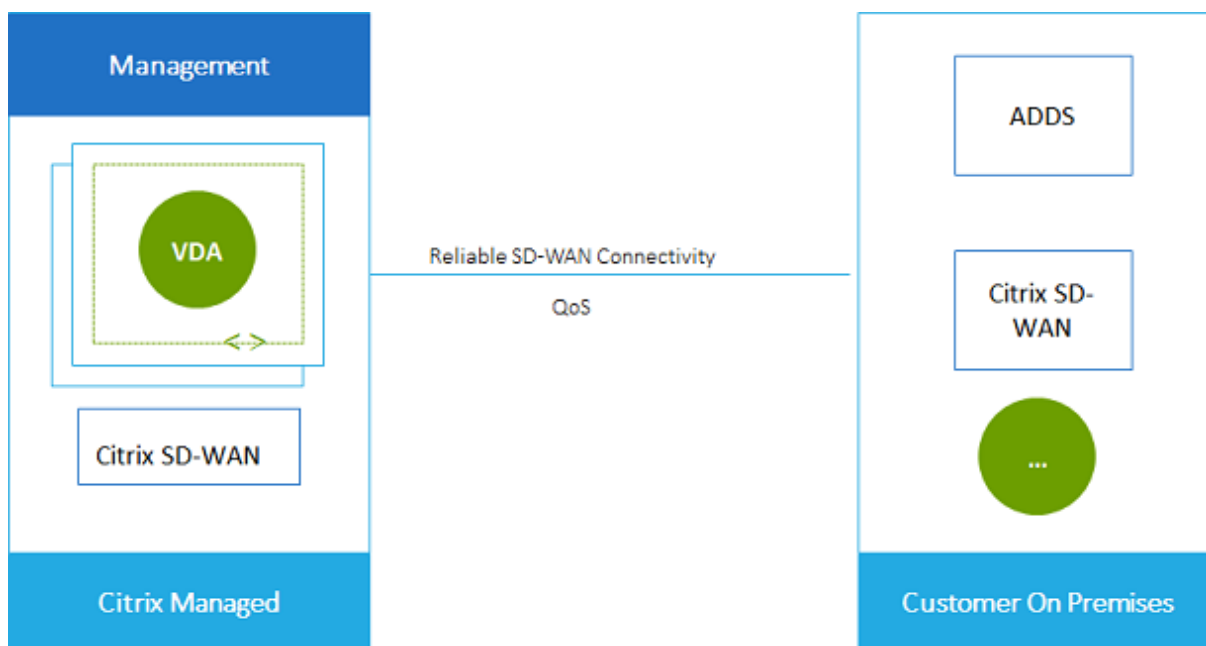 Management
VDA
< >
Citrix SD-WAN
Citrix Managed
Reliable SD-WAN Connectivity
QoS
ADDS
Citrix SD-
WAN
...
Customer On Premises